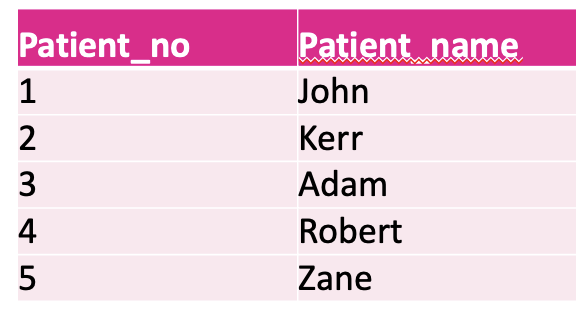 Patient_no Patient_name
1 John
2 Kerr
3 Adam
4 Robert
5 Zane